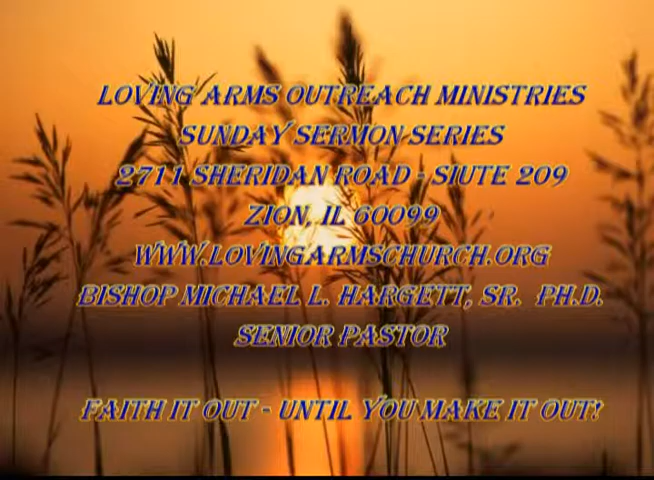 LOVING ARMS OUTREACH MINISTRIES
SUNDAY SERMON SERIES
2711 SHERIDAN ROAD - SIUTE 209
ZION, IL 60099
WWW.LOVINGARMSCHURCH.ORG
BISHOP MICHAEL L. HARGETT, SR. PH.D.
SENIOR PASTOR
FAITH IT OUT - UNTIL YOU MAKE IT OUT!